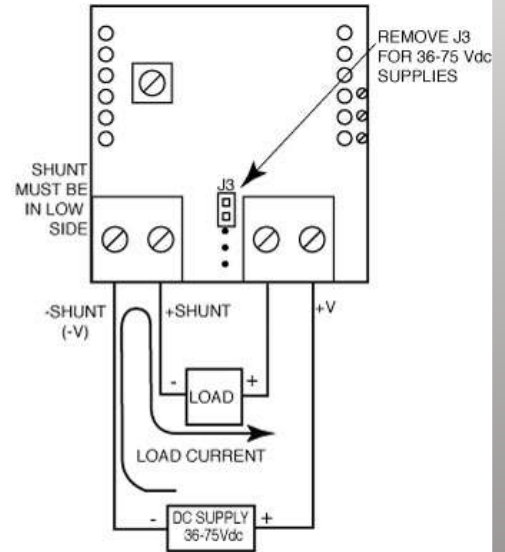 REMOVE J3
FOR 36-75 Vdc
SUPPLIES
SHUNT
MUST BE
IN LOW
SIDE
J3
-SHUNT
(-V)
+SHUNT
+V
- LOAD +
LOAD CURRENT
- DC SUPPLY +
36-75Vdc